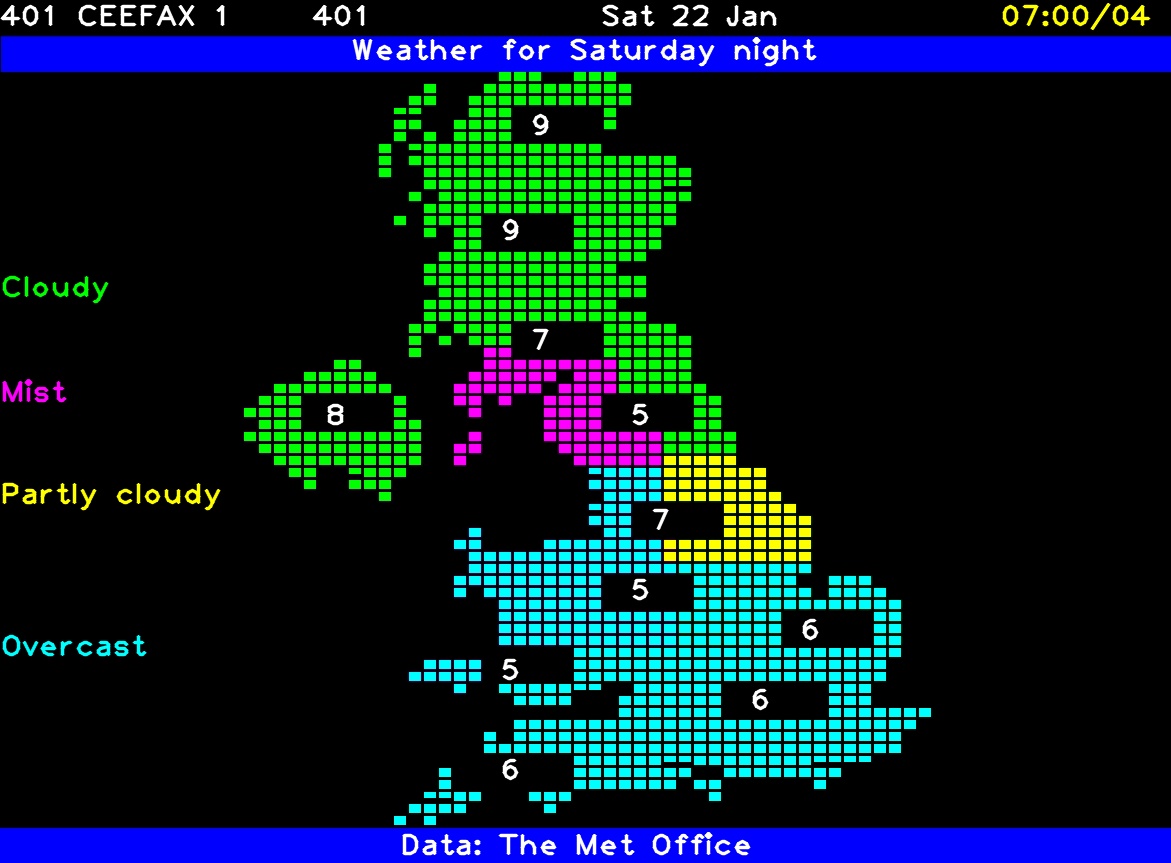 401 CEEFAX 1 401 Sat 22 Jan 07:00/04
Weather for Saturday night
9
9
Cloudy
7
Mist
8 5
Partly cloudy
7
5
6
Overcast
5
6
6
Data: The Met Office